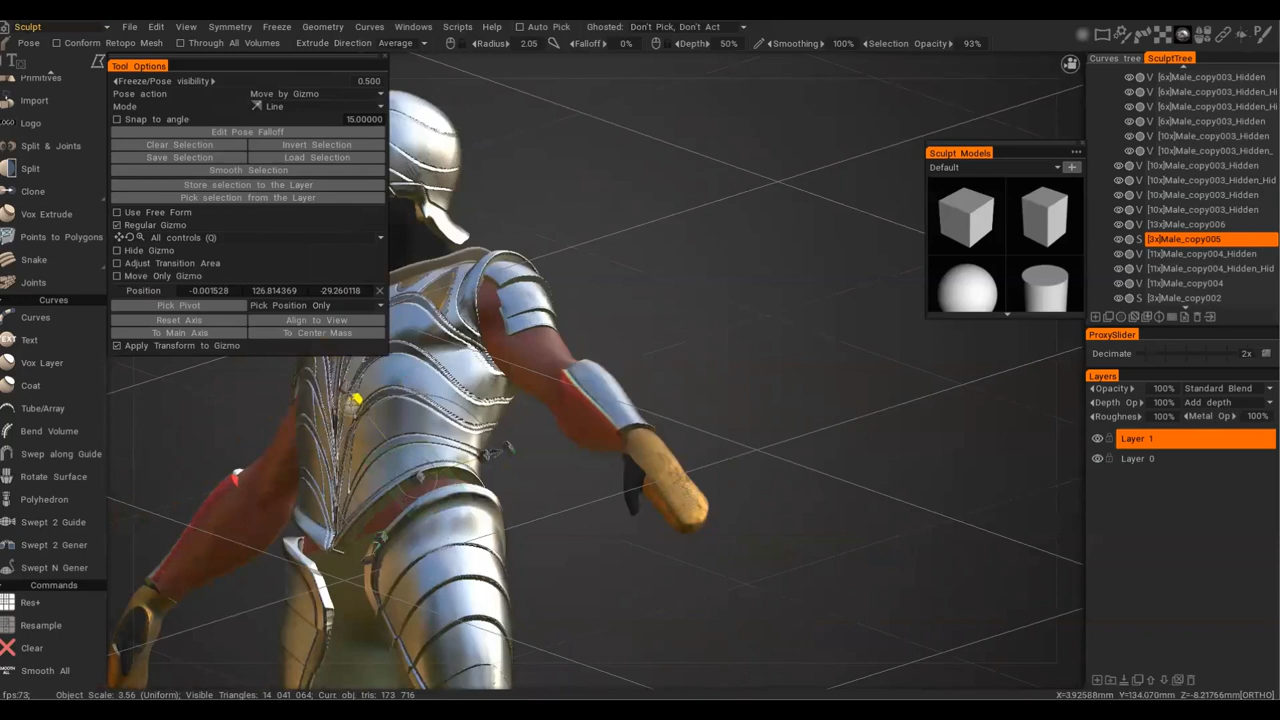 Sculpt File Edit View Symmetry Freeze Geometry Curves Windows Scripts Help Auto Pick Ghosted: Don't Pick, Don't Act
Pose Conform Retopo Mesh Through All Volumes Extrude Direction Average Radius: 2.05 Falloff: 0% Depth: 50% Smoothing: 100% Selection Opacity: 93%
Primitives
Import
Logo
Split & Joints
Split
Clone
Vox Extrude
Points to Polygons
Snake
Joints
Curves
Curves
Text
Vox Layer
Coat
Tube/Array
Bend Volume
Swep along Guide
Rotate Surface
Polyhedron
Swept 2 Guide
Swept 2 Gener
Swept N Gener
Commands
Res+
Resample
Clear
Smooth All
Tool Options
Freeze/Pose visibility 0.500
Pose action Move by Gizmo
Mode Line
Snap to angle 15.00000
Edit Pose Falloff
Clear Selection Invert Selection
Save Selection Load Selection
Smooth Selection
Store selection to the Layer
Pick selection from the Layer
Use Free Form
Regular Gizmo
All controls (Q)
Hide Gizmo
Adjust Transition Area
Move Only Gizmo
Position -0.001528 126.814369 -29.260118
Pick Pivot Pick Position Only
Reset Axis Align to View
To Main Axis To Center Mass
Apply Transform to Gizmo
Sculpt Models
Default
Curves tree SculptTree
V [6x]Male_copy003_Hidden
V [6x]Male_copy003_Hidden_Hi
V [6x]Male_copy003_Hidden_Hi
V [6x]Male_copy003_Hidden
V [10x]Male_copy003_Hidden
V [10x]Male_copy003_Hidden_
V [10x]Male_copy003_Hidden
V [10x]Male_copy003_Hidden_Hid
V [10x]Male_copy003_Hidden
V [10x]Male_copy003_Hidden
V [13x]Male_copy006
S [3x]Male_copy005
V [11x]Male_copy004_Hidden
V [11x]Male_copy004_Hidden_Hid
V [11x]Male_copy004
S [3x]Male_copy002
ProxySlider
Decimate 2x
Layers
Opacity 100% Standard Blend
Depth Op 100% Add depth
Roughness 100% Metal Op 100%
Layer 1
Layer 0
fps:73; Object Scale: 3.56 (Uniform); Visible Triangles: 14 041 064; Curr. obj. tris: 173 716
X=3.92588mm Y=134.070mm Z=-8.21766mm [ORTHO]